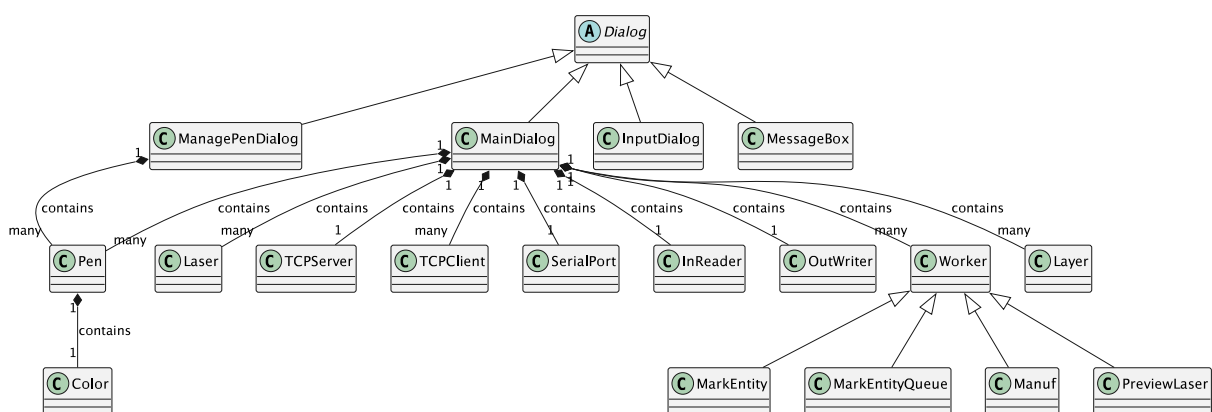 A Dialog
C ManagePenDialog
C MainDialog
C InputDialog
C MessageBox
1
1
1
1
1
1
1
1
1
contains
contains
contains
contains
contains
contains
contains
contains
contains
contains
many
many
many
1
many
1
1
1
many
many
C Pen
C Laser
C TCPServer
C TCPClient
C SerialPort
C InReader
C OutWriter
C Worker
C Layer
1
contains
1
C Color
C MarkEntity
C MarkEntityQueue
C Manuf
C PreviewLaser